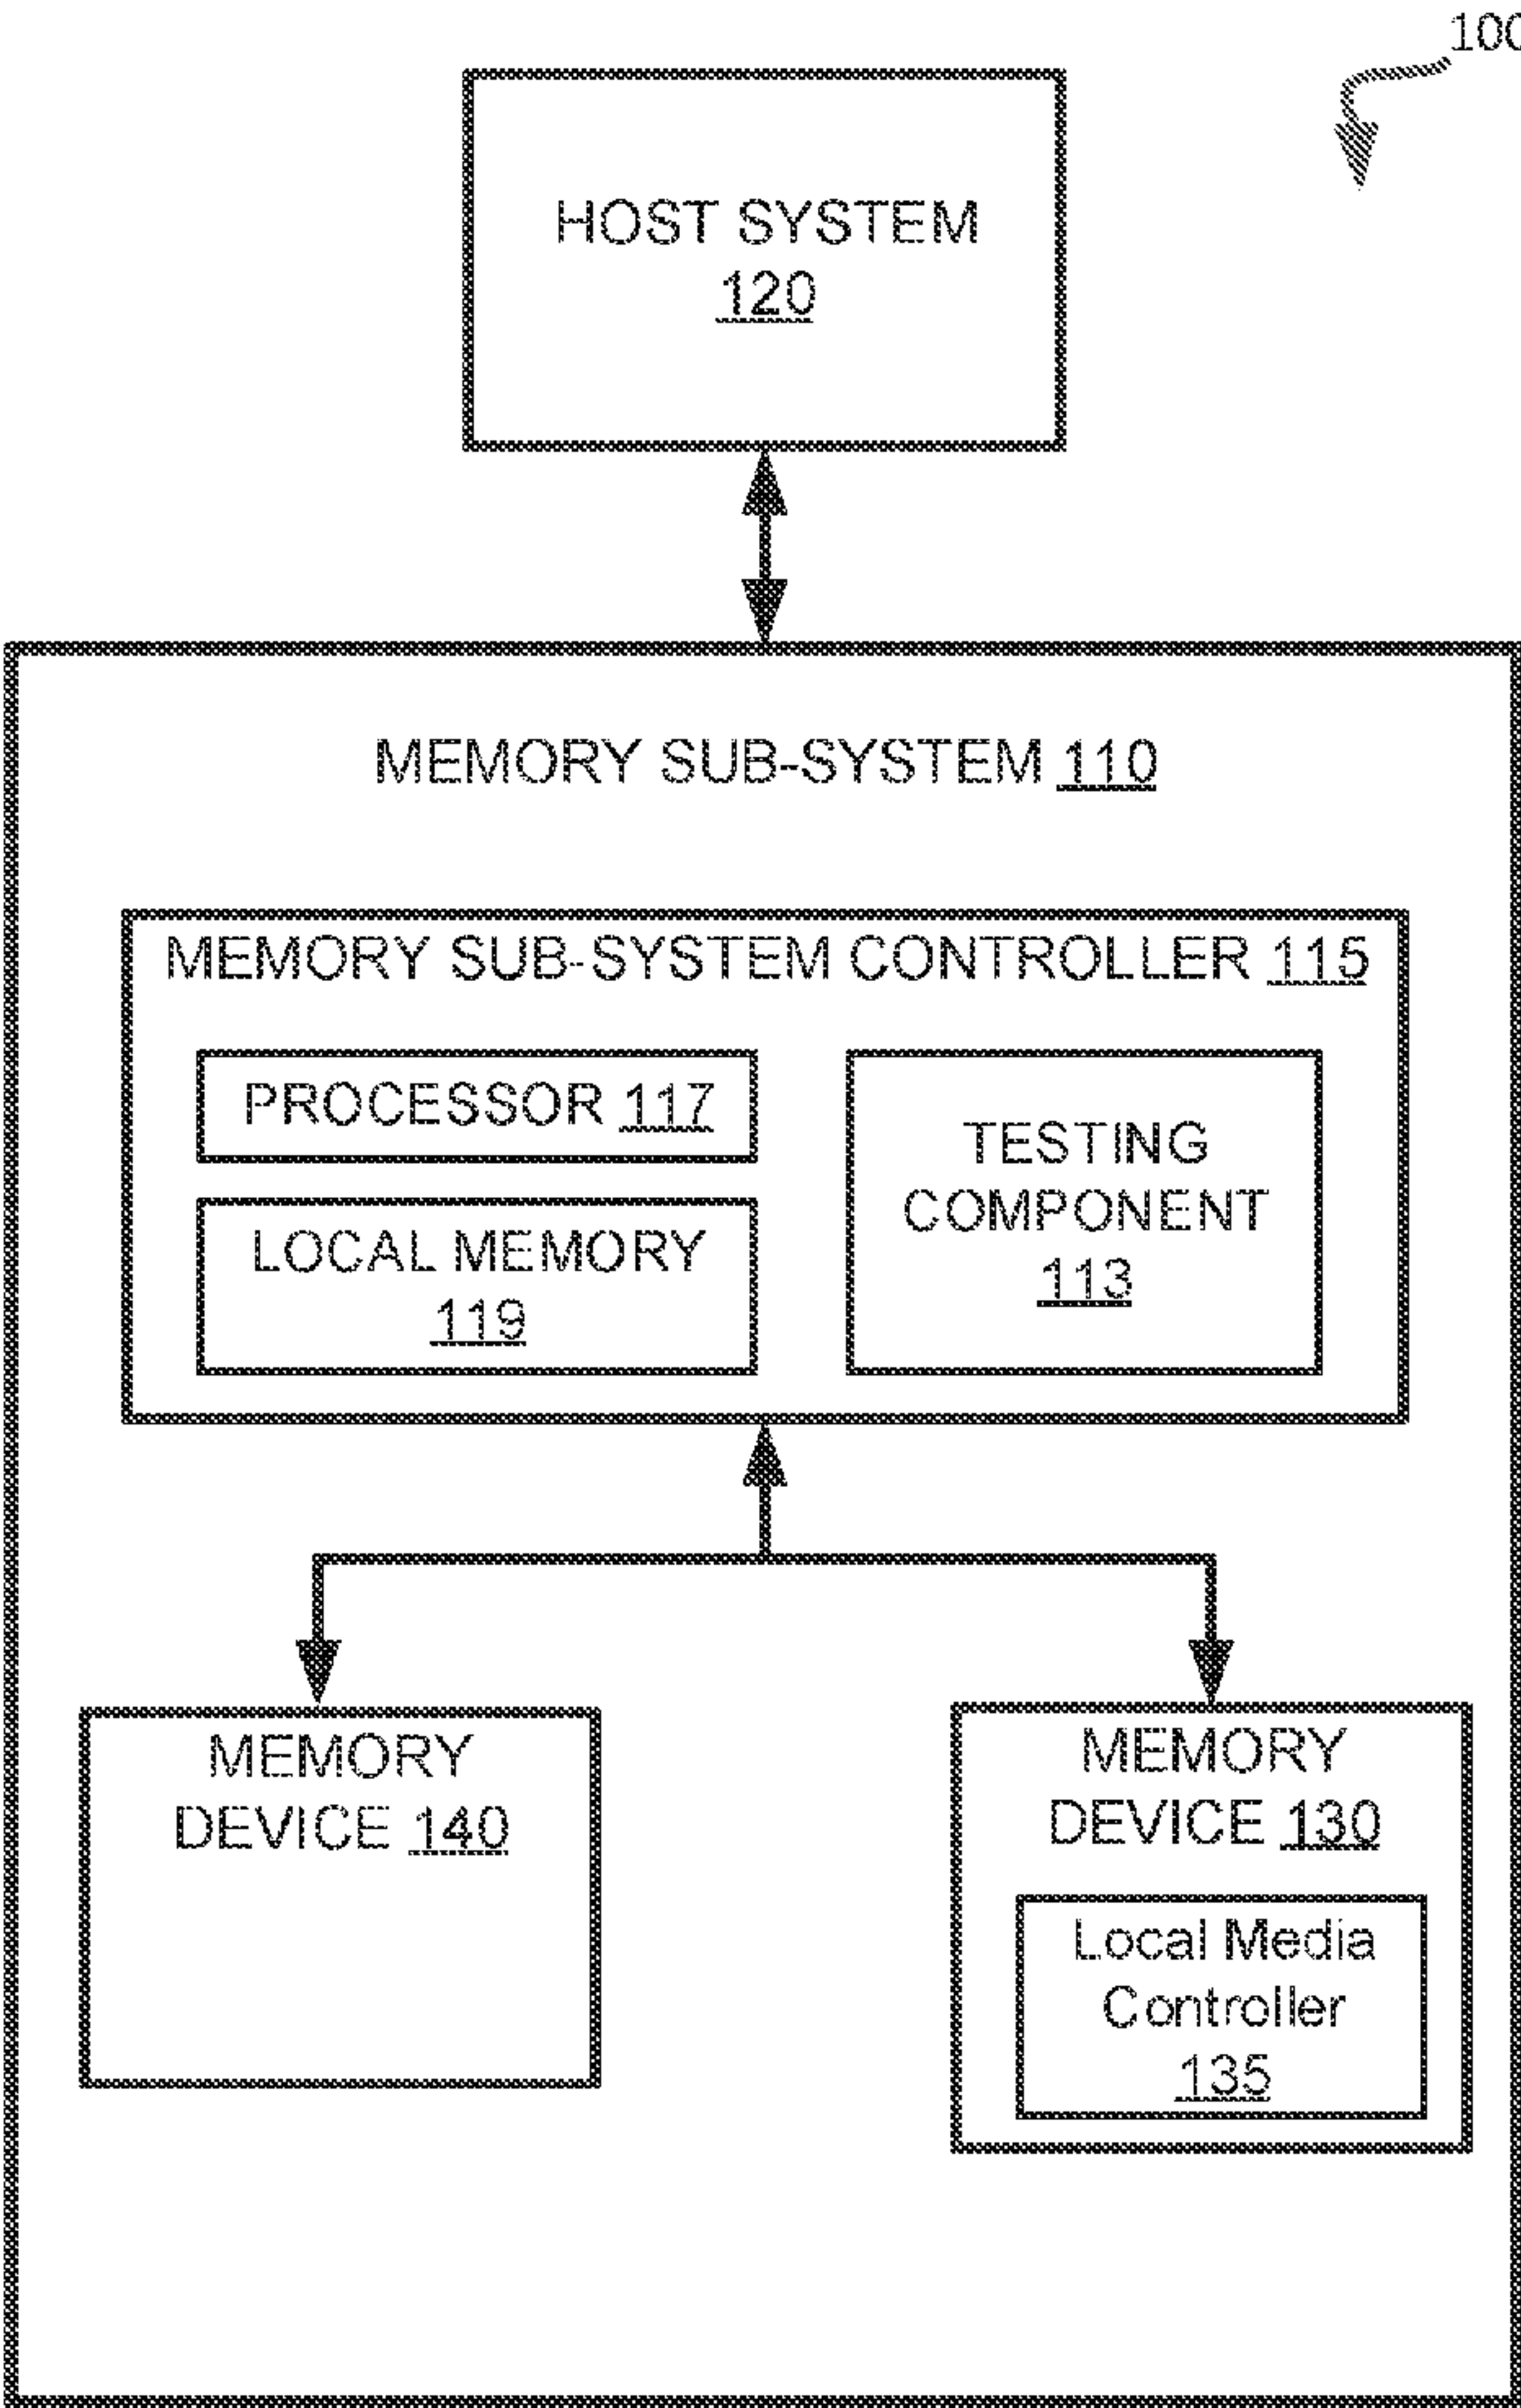 100
HOST SYSTEM
120
MEMORY SUB-SYSTEM 110
MEMORY SUB-SYSTEM CONTROLLER 115
PROCESSOR 117
LOCAL MEMORY
119
TESTING
COMPONENT
113
MEMORY
DEVICE 140
MEMORY
DEVICE 130
Local Media
Controller
135